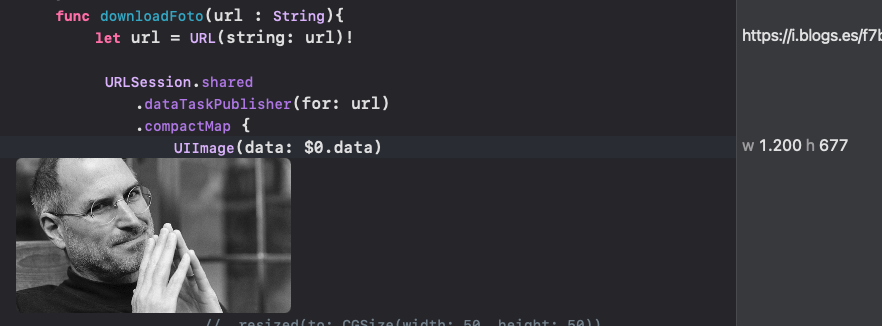 func downloadFoto(url : String){
let url = URL(string: url)!
https://i.blogs.es/f7b
URLSession.shared
.dataTaskPublisher(for: url)
.compactMap {
UIImage(data: $0.data)
w 1.200 h 677
// .resized(to: CGSize(width: 50, height: 50))